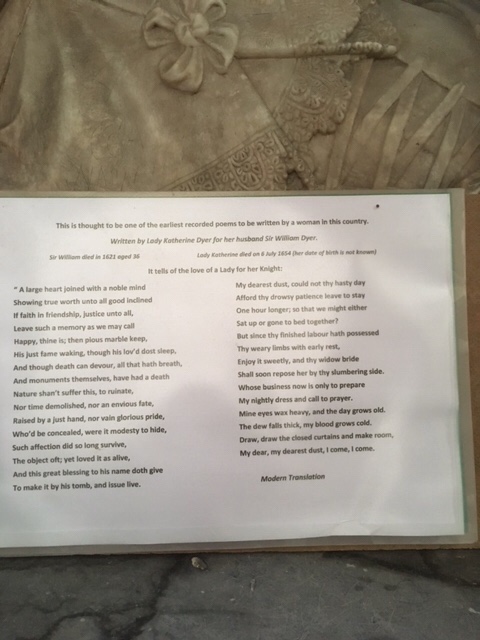 This is thought to be one of the earliest recorded poems to be written by a woman in this country.
Written by Lady Katherine Dyer for her husband Sir William Dyer.
Sir William died in 1621 aged 36
Lady Katherine died on 6 July 1654 (her date of birth is not known)
It tells of the love of a Lady for her Knight:
" A large heart joined with a noble mind
Showing true worth unto all good inclined
If faith in friendship, justice unto all,
Leave such a memory as we may call
Happy, thine is; then pious marble keep,
His just fame waking, though his lov'd dost sleep,
And though death can devour, all that hath breath,
And monuments themselves, have had a death
Nature shan't suffer this, to ruinate,
Nor time demolished, nor an envious fate,
Raised by a just hand, nor vain glorious pride,
Who'd be concealed, were it modesty to hide,
Such affection did so long survive,
The object oft; yet loved it as alive,
And this great blessing to his name doth give
To make it by his tomb, and issue live.
My dearest dust, could not thy hasty day
Afford thy drowsy patience leave to stay
One hour longer; so that we might either
Sat up or gone to bed together?
But since thy finished labour hath possessed
Thy weary limbs with early rest,
Enjoy it sweetly, and thy widow bride
Shall soon repose her by thy slumbering side.
Whose business now is only to prepare
My nightly dress and call to prayer.
Mine eyes wax heavy, and the day grows old.
The dew falls thick, my blood grows cold.
Draw, draw the closed curtains and make room,
My dear, my dearest dust, I come, I come.
Modern Translation